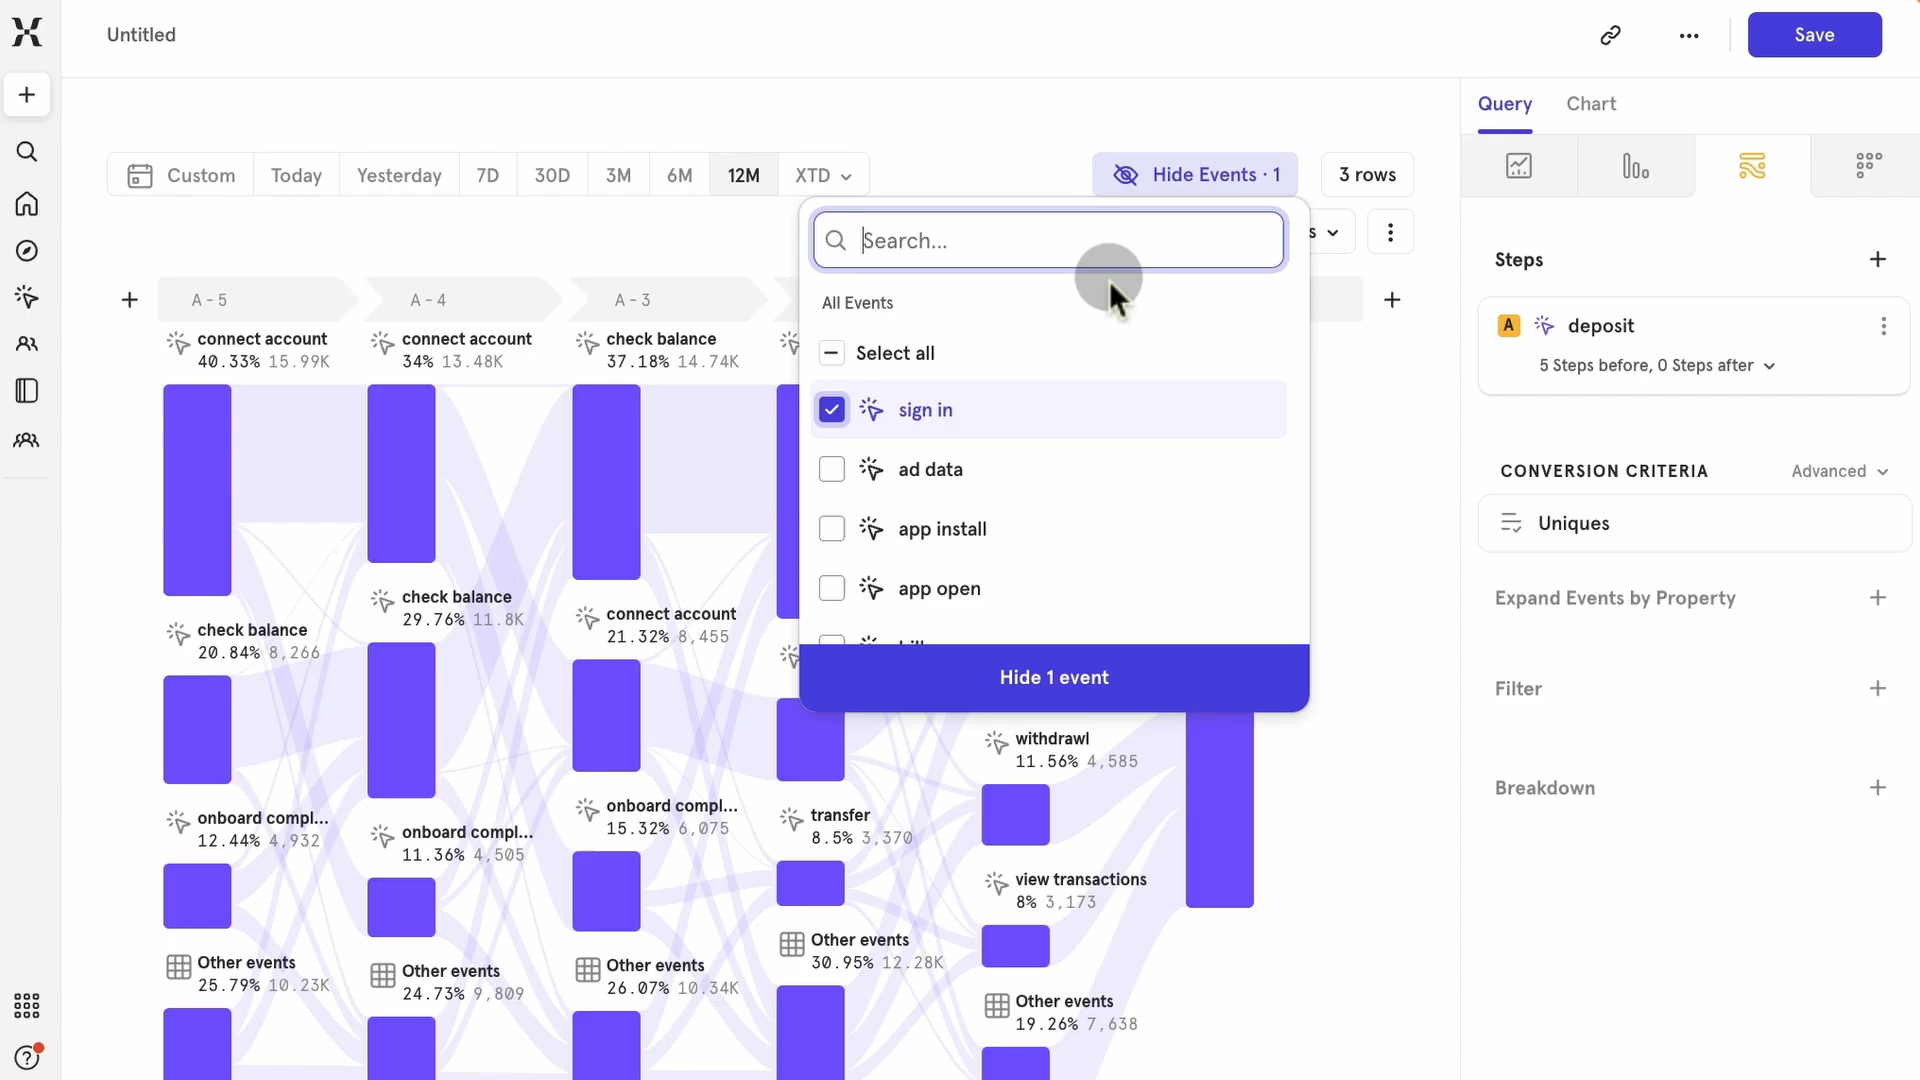 Untitled
Save
Query
Chart
Custom
Today
Yesterday
7D
30D
3M
6M
12M
XTD
Hide Events · 1
3 rows
Search...
s
All Events
Select all
sign in
ad data
app install
app open
Hide 1 event
A - 5
A - 4
A - 3
connect account
40.33% 15.99K
connect account
34% 13.48K
check balance
37.18% 14.74K
check balance
20.84% 8,266
check balance
29.76% 11.8K
connect account
21.32% 8,455
onboard compl...
12.44% 4,932
onboard compl...
11.36% 4,505
onboard compl...
15.32% 6,075
transfer
8.5% 3,370
withdrawl
11.56% 4,585
view transactions
8% 3,173
Other events
25.79% 10.23K
Other events
24.73% 9,809
Other events
26.07% 10.34K
Other events
30.95% 12.28K
Other events
19.26% 7,638
Steps
A
deposit
5 Steps before, 0 Steps after
CONVERSION CRITERIA
Advanced
Uniques
Expand Events by Property
Filter
Breakdown